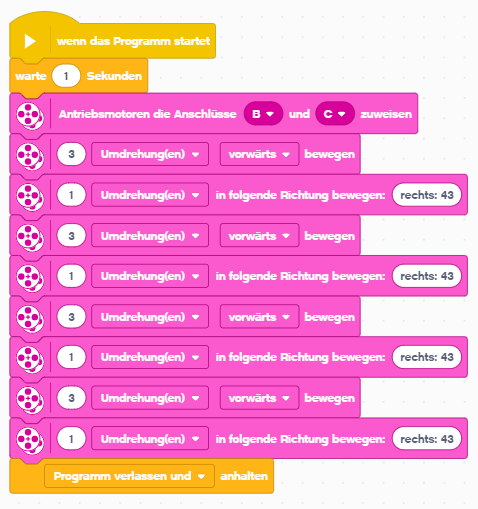 wenn das Programm startet
warte 1 Sekunden
Antriebsmotoren die Anschlüsse B und C zuweisen
3 Umdrehung(en) vorwärts bewegen
1 Umdrehung(en) in folgende Richtung bewegen: rechts: 43
3 Umdrehung(en) vorwärts bewegen
1 Umdrehung(en) in folgende Richtung bewegen: rechts: 43
3 Umdrehung(en) vorwärts bewegen
1 Umdrehung(en) in folgende Richtung bewegen: rechts: 43
3 Umdrehung(en) vorwärts bewegen
1 Umdrehung(en) in folgende Richtung bewegen: rechts: 43
Programm verlassen und anhalten